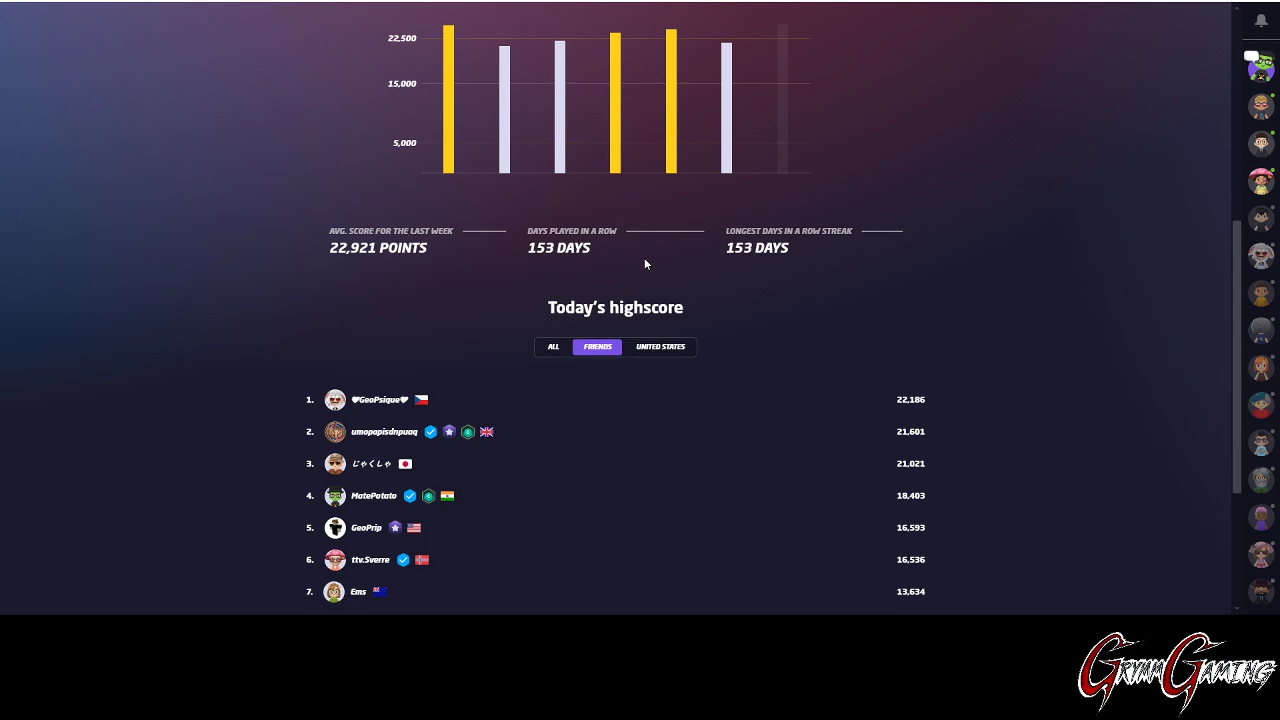 22,500
15,000
5,000
AVG. SCORE FOR THE LAST WEEK DAYS PLAYED IN A ROW LONGEST DAYS IN A ROW STREAK
22,921 POINTS 153 DAYS 153 DAYS
Today's highscore
ALL FRIENDS UNITED STATES
1. 🤍GeoPsique🤍 22,186
2. umopapisdnpuaq 21,601
3. じゃくしゃ 21,021
4. MatePotato 18,403
5. GeoPrip 16,593
6. ttv.Sverre 16,536
7. Ems 13,634
GRIMMGAMING